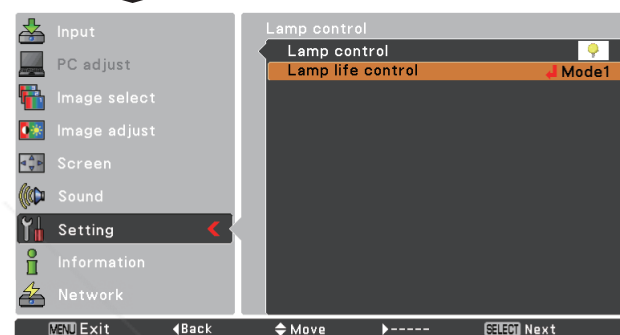 Input
PC adjust
Image select
Image adjust
Screen
Sound
Setting
Information
Network
Lamp control
Lamp control
Lamp life control Mode1
MENU Exit Back Move ----- SELECT Next